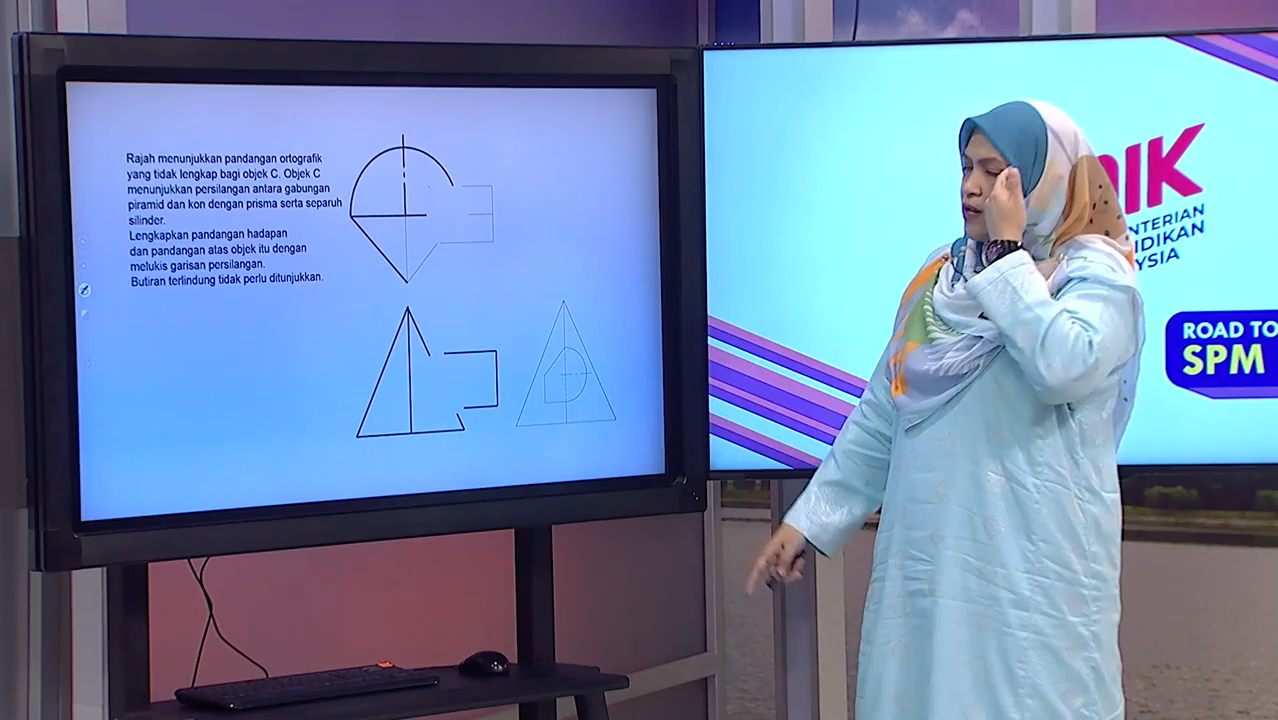 Rajah menunjukkan pandangan ortografik
yang tidak lengkap bagi objek C. Objek C
menunjukkan persilangan antara gabungan
piramid dan kon dengan prisma serta separuh
silinder.
Lengkapkan pandangan hadapan
dan pandangan atas objek itu dengan
melukis garisan persilangan.
Butiran terlindung tidak perlu ditunjukkan.
ROAD TO
SPM